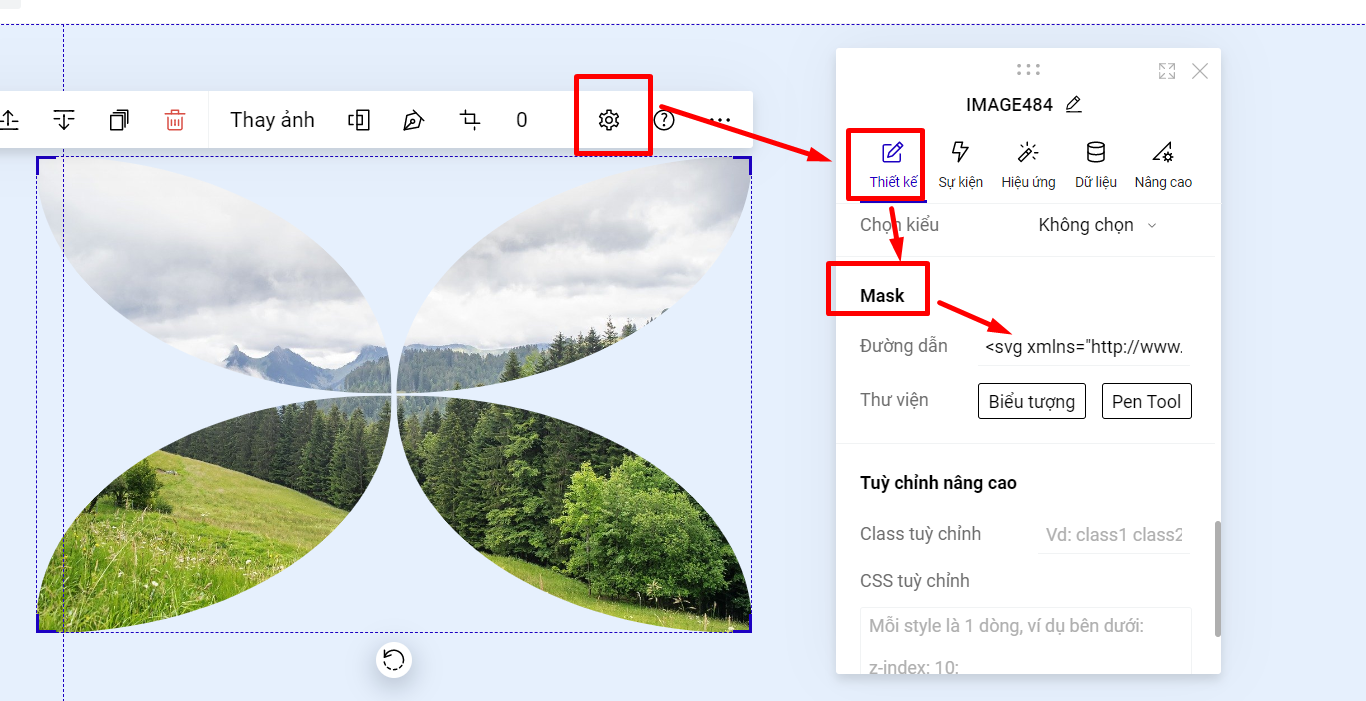 Thay ảnh
0
IMAGE484
Thiết kế
Sự kiện
Hiệu ứng
Dữ liệu
Nâng cao
Chọn kiểu
Không chọn
Mask
Đường dẫn
<svg xmlns="http://www.
Thư viện
Biểu tượng
Pen Tool
Tuỳ chỉnh nâng cao
Class tuỳ chỉnh
Vd: class1 class2
CSS tuỳ chỉnh
Mỗi style là 1 dòng, ví dụ bên dưới:
z-index: 10;